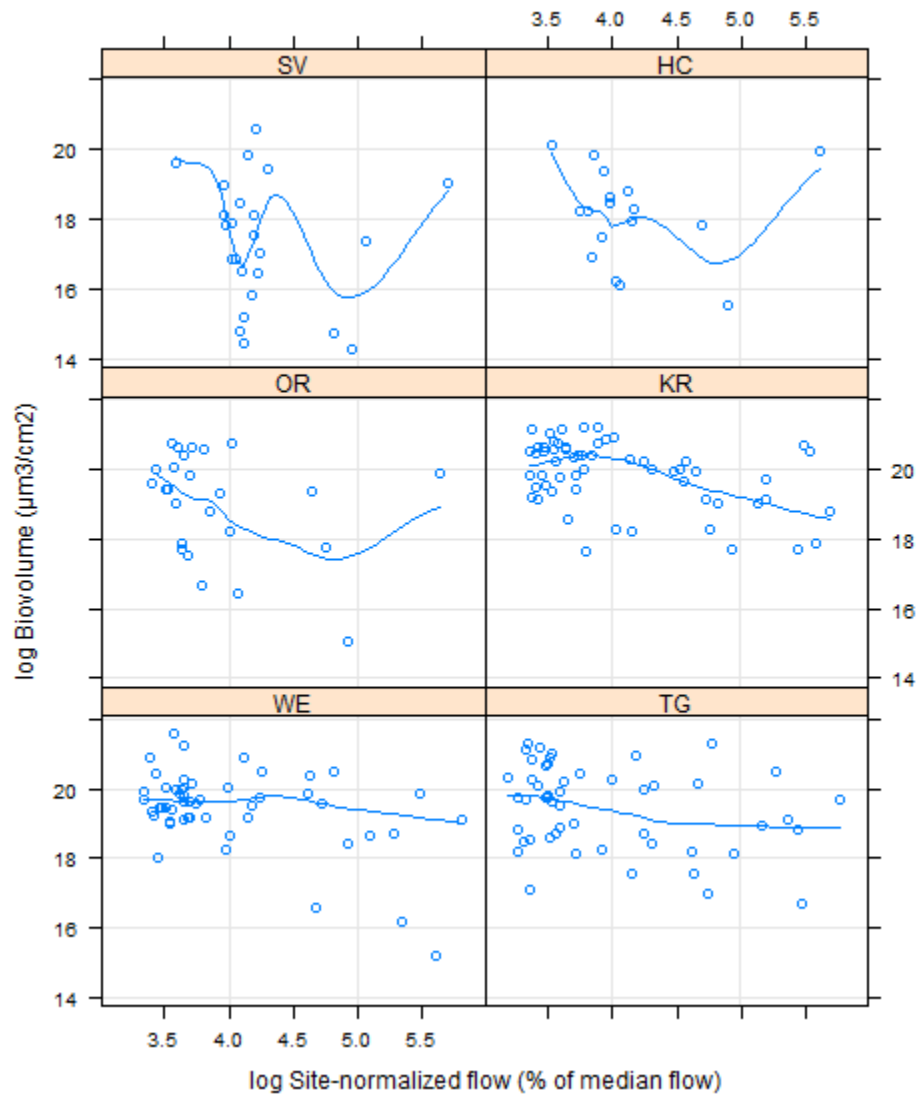 3.5 4.0 4.5 5.0 5.5
SV HC
20
18
16
14
OR KR
20
18
16
14
WE TG
20
18
16
14
3.5 4.0 4.5 5.0 5.5
log Biovolume (µm3/cm2)
log Site-normalized flow (% of median flow)